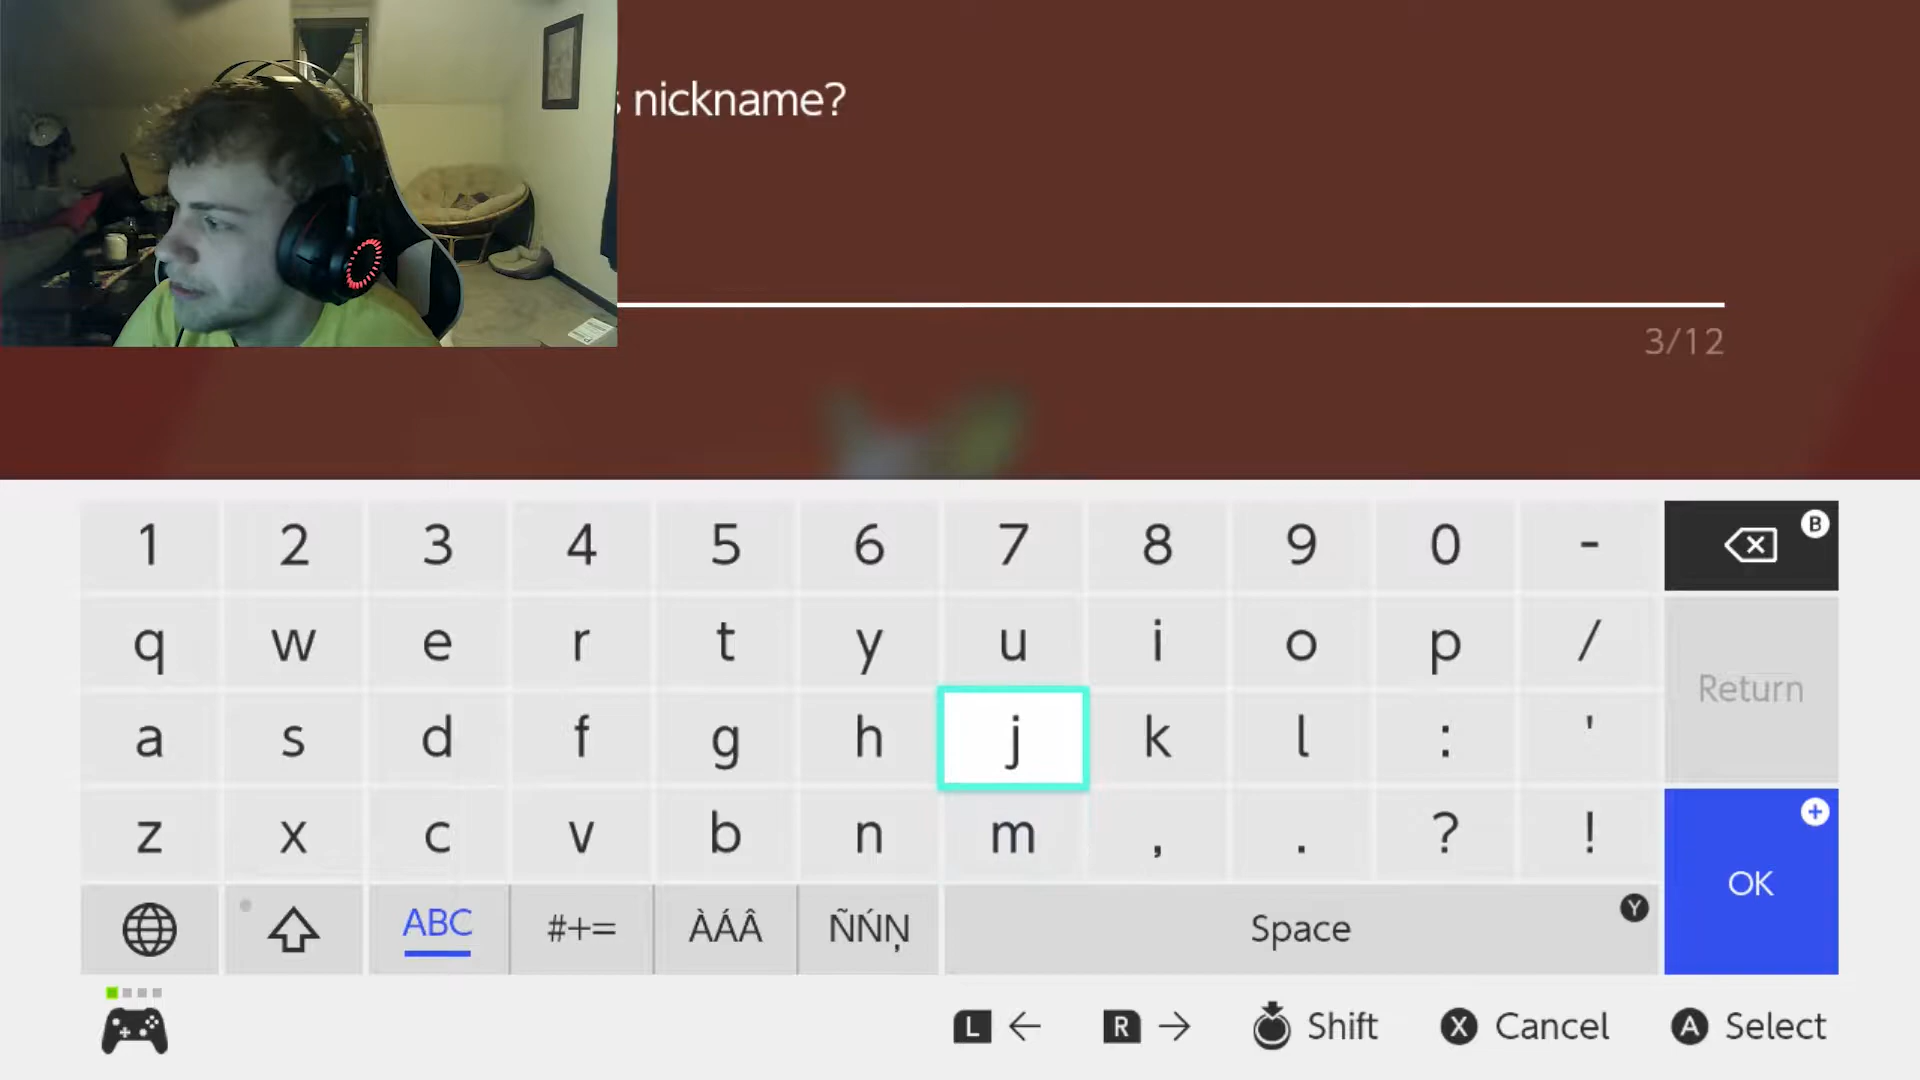 nickname?
3/12
1 2 3 4 5 6 7 8 9 0 - B
q w e r t y u i o p / Return
a s d f g h j k l : '
z x c v b n m , . ? ! + OK
ABC #+= ÀÁÂ ÑŃŅ Space Y
L ← R → Shift X Cancel A Select